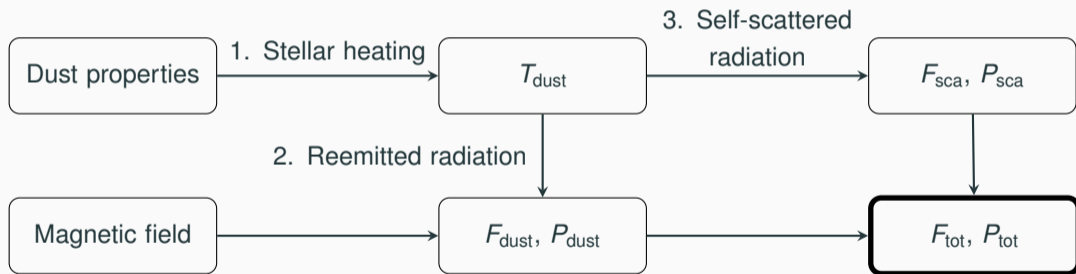 3. Self-scattered
radiation
1. Stellar heating
Dust properties
T_dust
F_sca, P_sca
2. Reemitted radiation
Magnetic field
F_dust, P_dust
F_tot, P_tot